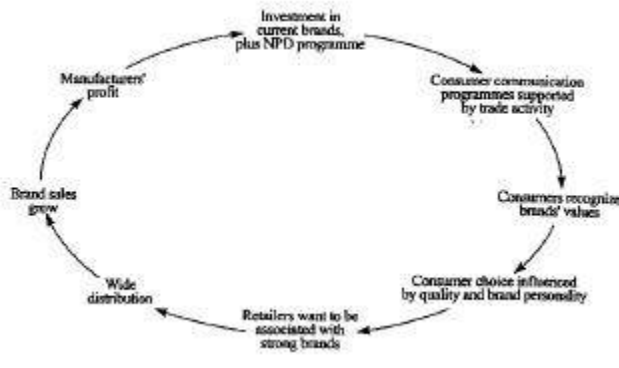 Investment in
current brands,
plus NPD programme
Consumer communication
programmes supported
by trade activity
Consumers recognise
brands' values
Consumer choice influenced
by quality and brand personality
Retailers want to be
associated with
strong brands
Wide
distribution
Brand sales
grow
Manufacturers'
profit